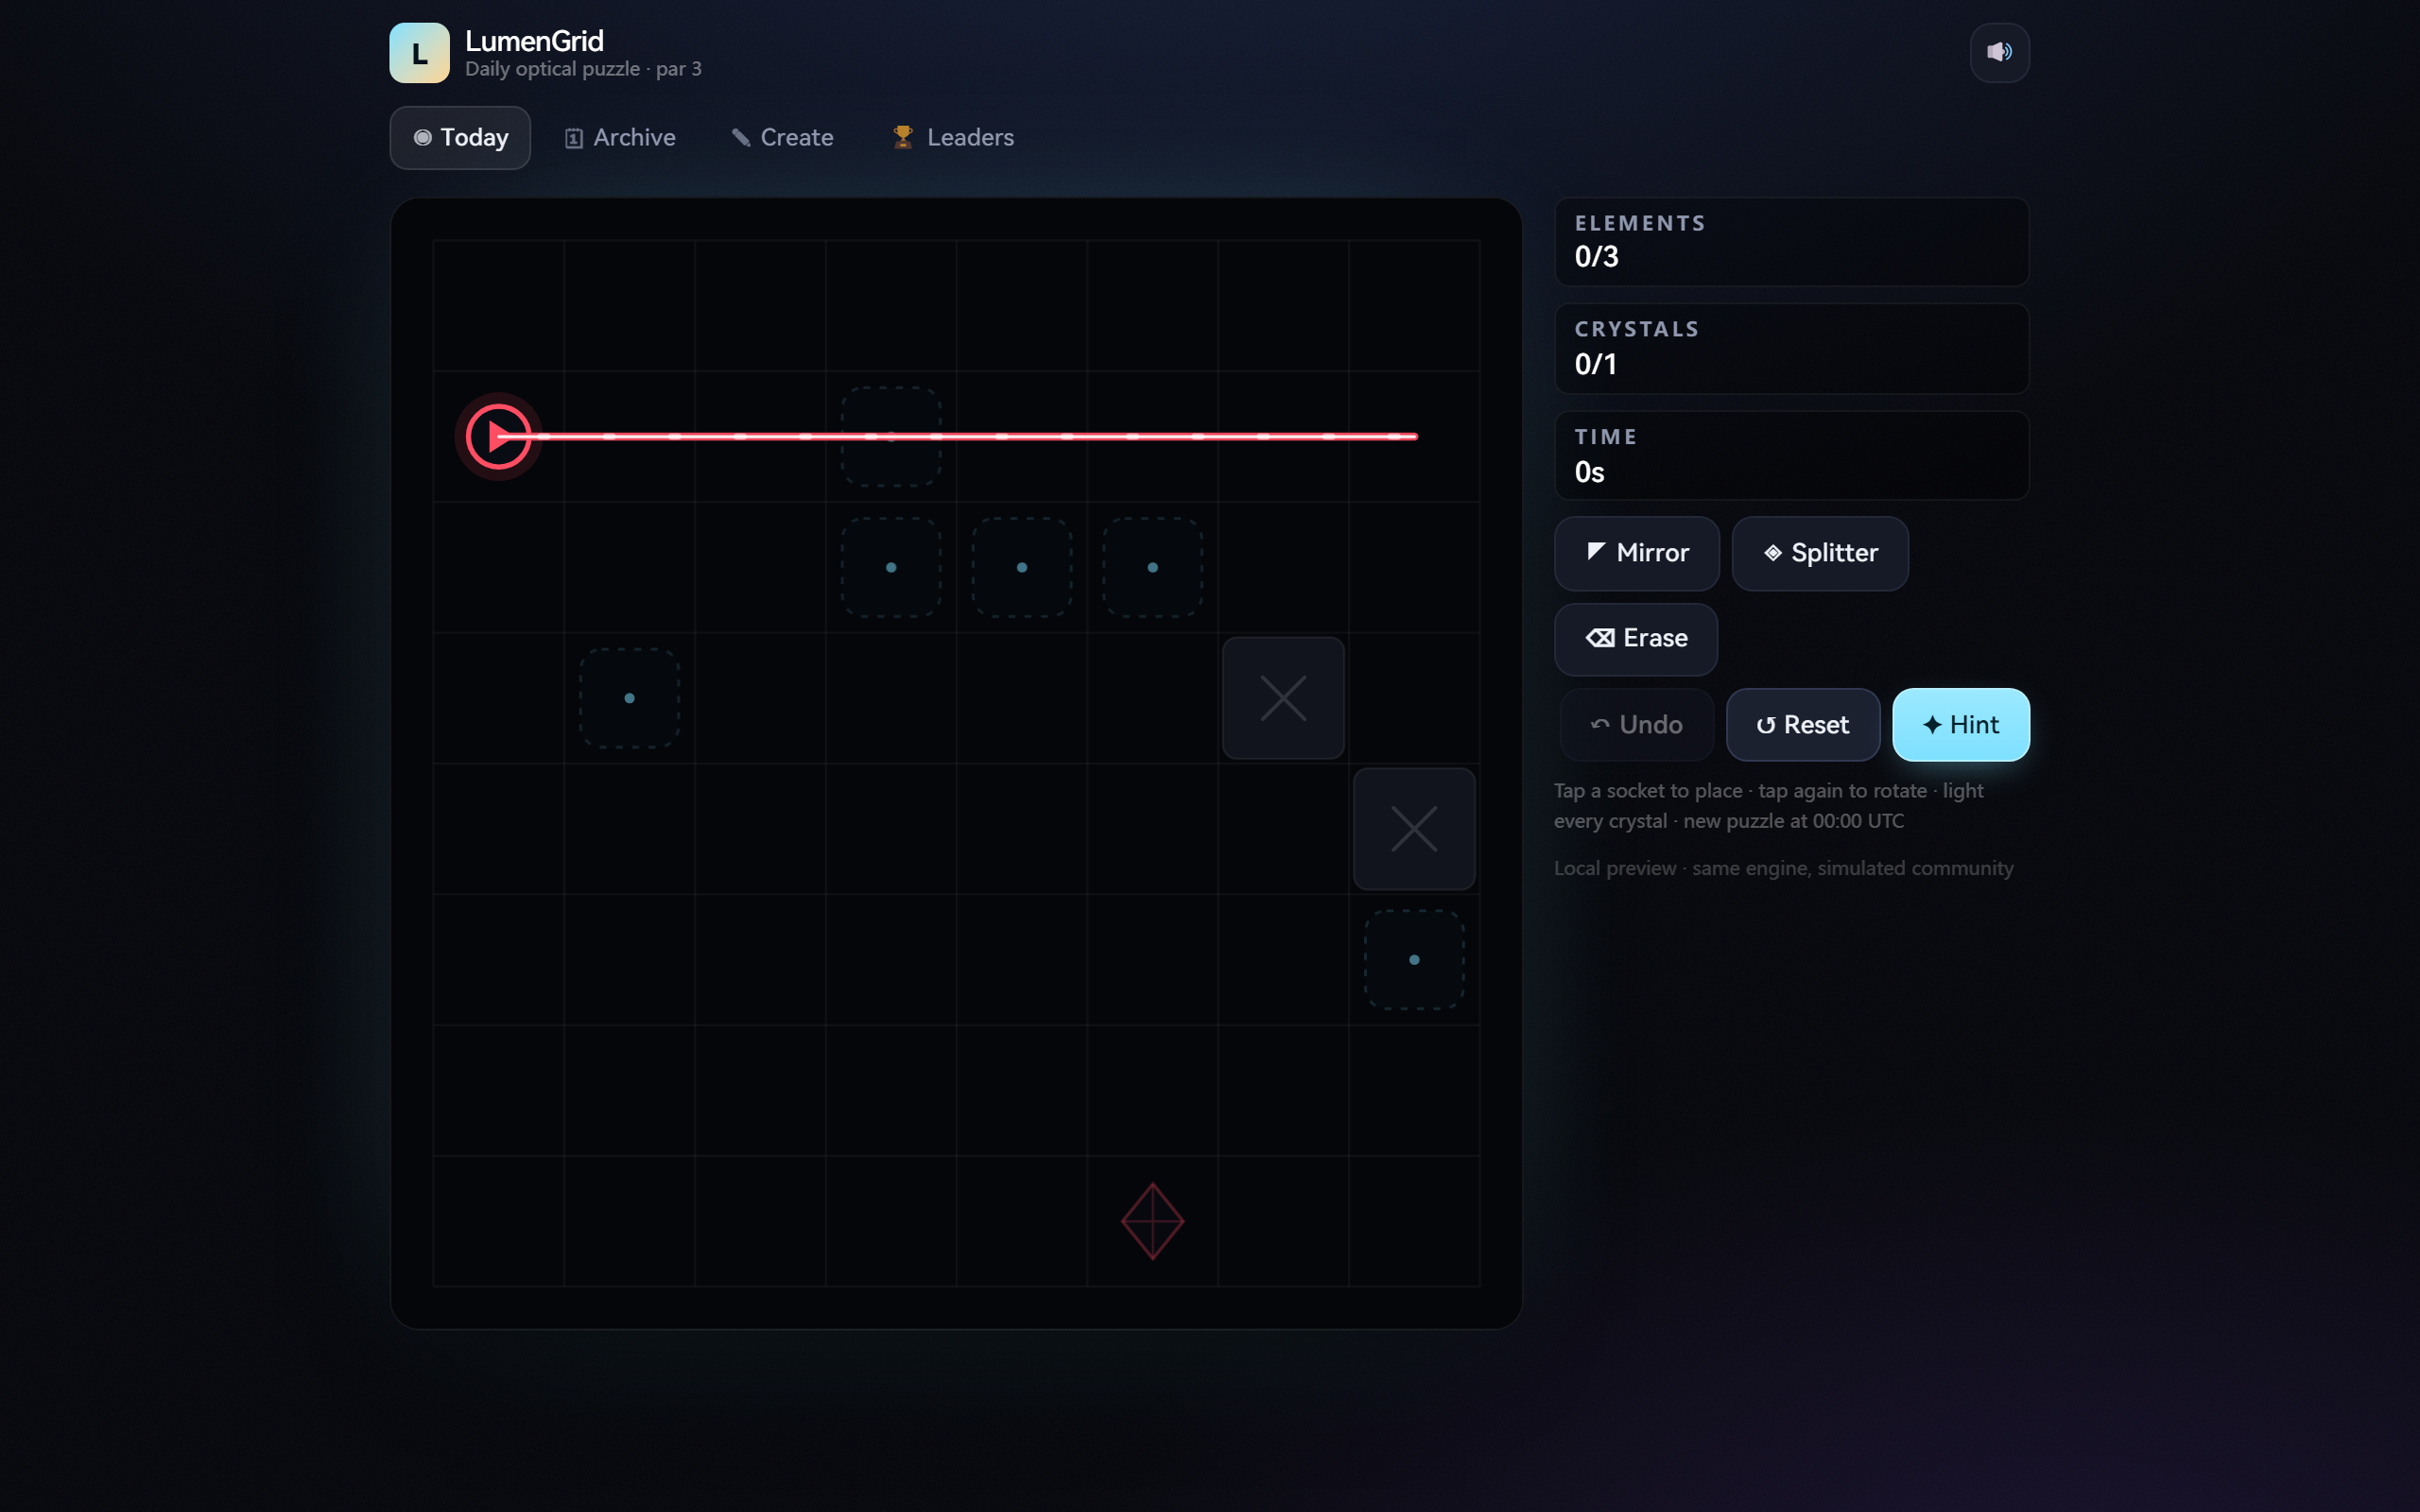 L
LumenGrid
Daily optical puzzle · par 3
Today
Archive
Create
Leaders
ELEMENTS
0/3
CRYSTALS
0/1
TIME
0s
Mirror
Splitter
Erase
Undo
Reset
Hint
Tap a socket to place · tap again to rotate · light
every crystal · new puzzle at 00:00 UTC
Local preview · same engine, simulated community